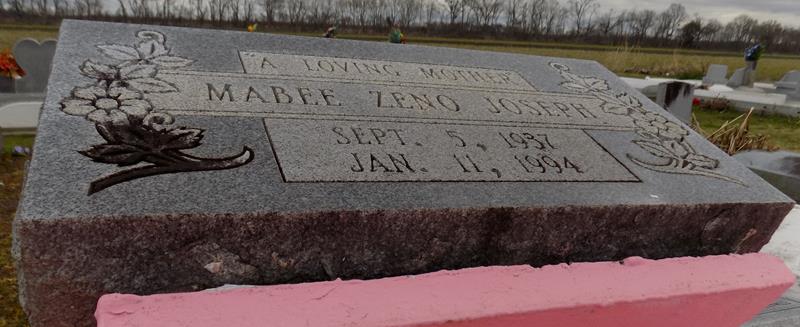 A LOVING MOTHER
MABEE ZENO JOSEPH
SEPT. 5, 1937
JAN. 11, 1994